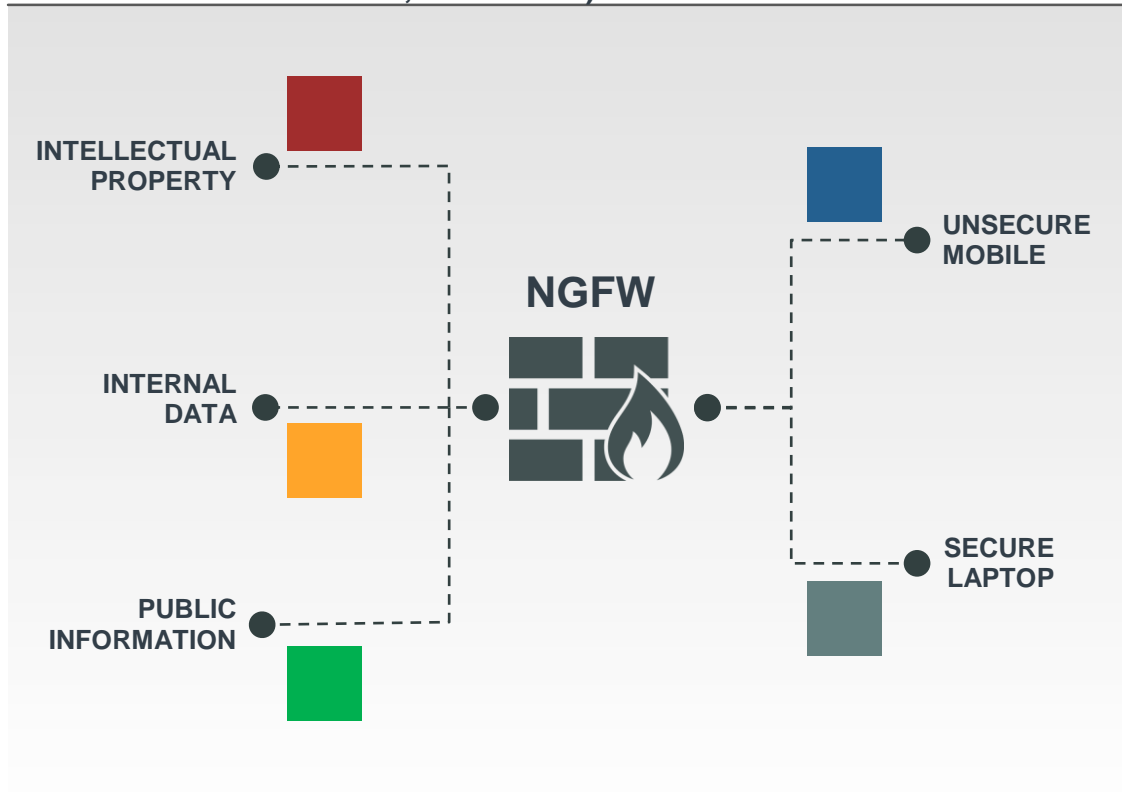 INTELLECTUAL
PROPERTY
UNSECURE
MOBILE
NGFW
INTERNAL
DATA
SECURE
LAPTOP
PUBLIC
INFORMATION